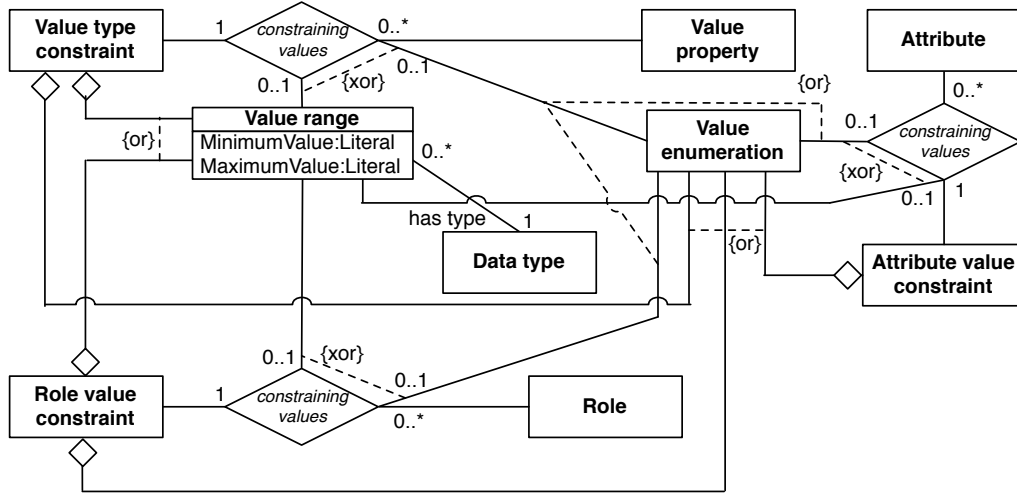 Value type
constraint
1
constraining
values
0..*
Value
property
Attribute
0..1
{xor}
0..1
{or}
0..*
Value range
MinimumValue:Literal
MaximumValue:Literal
{or}
0..*
Value
enumeration
0..1
constraining
values
{xor}
0..1
1
has type
1
Data type
{or}
Attribute value
constraint
0..1
{xor}
0..1
Role value
constraint
1
constraining
values
0..*
Role